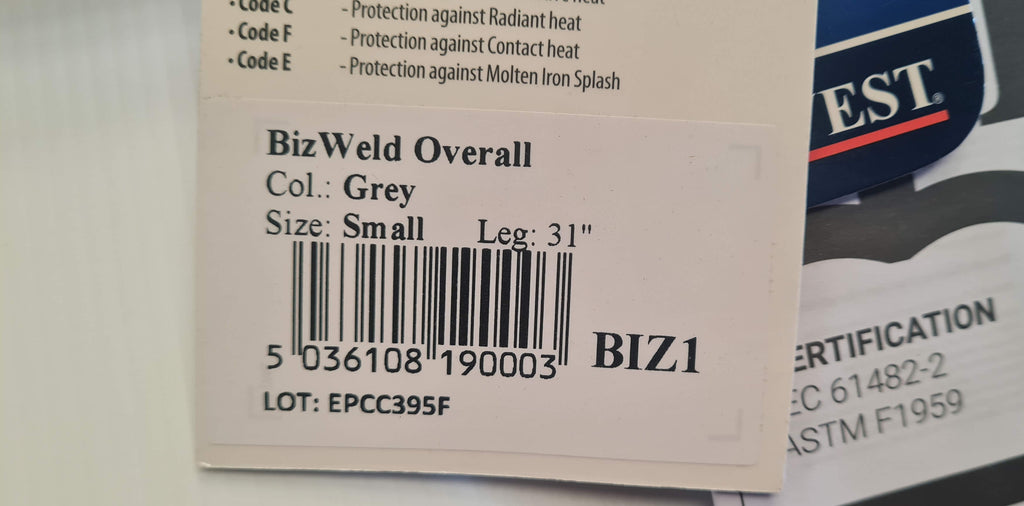 • Code C - Protection against Radiant heat
• Code F - Protection against Contact heat
• Code E - Protection against Molten Iron Splash
BizWeld Overall
Col.: Grey
Size: Small Leg: 31"
5 036108 190003
BIZ1
LOT: EPCC395F
EST®
ERTIFICATION
EC 61482-2
ASTM F1959